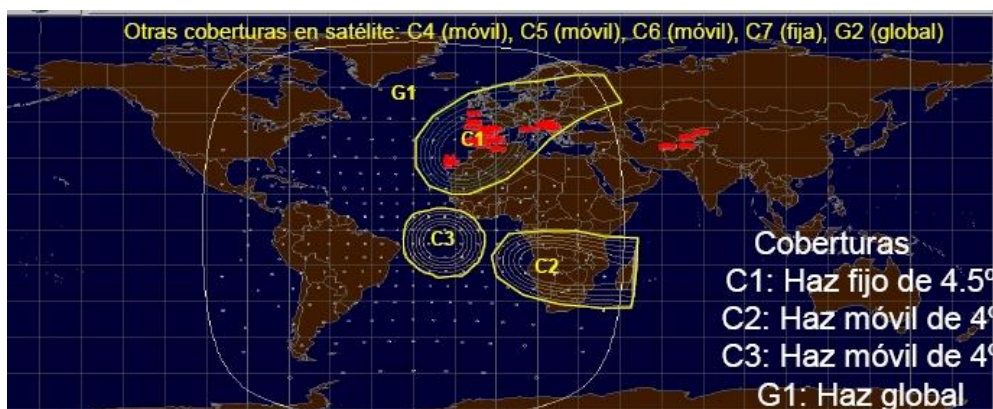 Otras coberturas en satélite: C4 (móvil), C5 (móvil), C6 (móvil), C7 (fija), G2 (global)
G1
C1
C3
C2
Coberturas
C1: Haz fijo de 4.5º
C2: Haz móvil de 4º
C3: Haz móvil de 4º
G1: Haz global